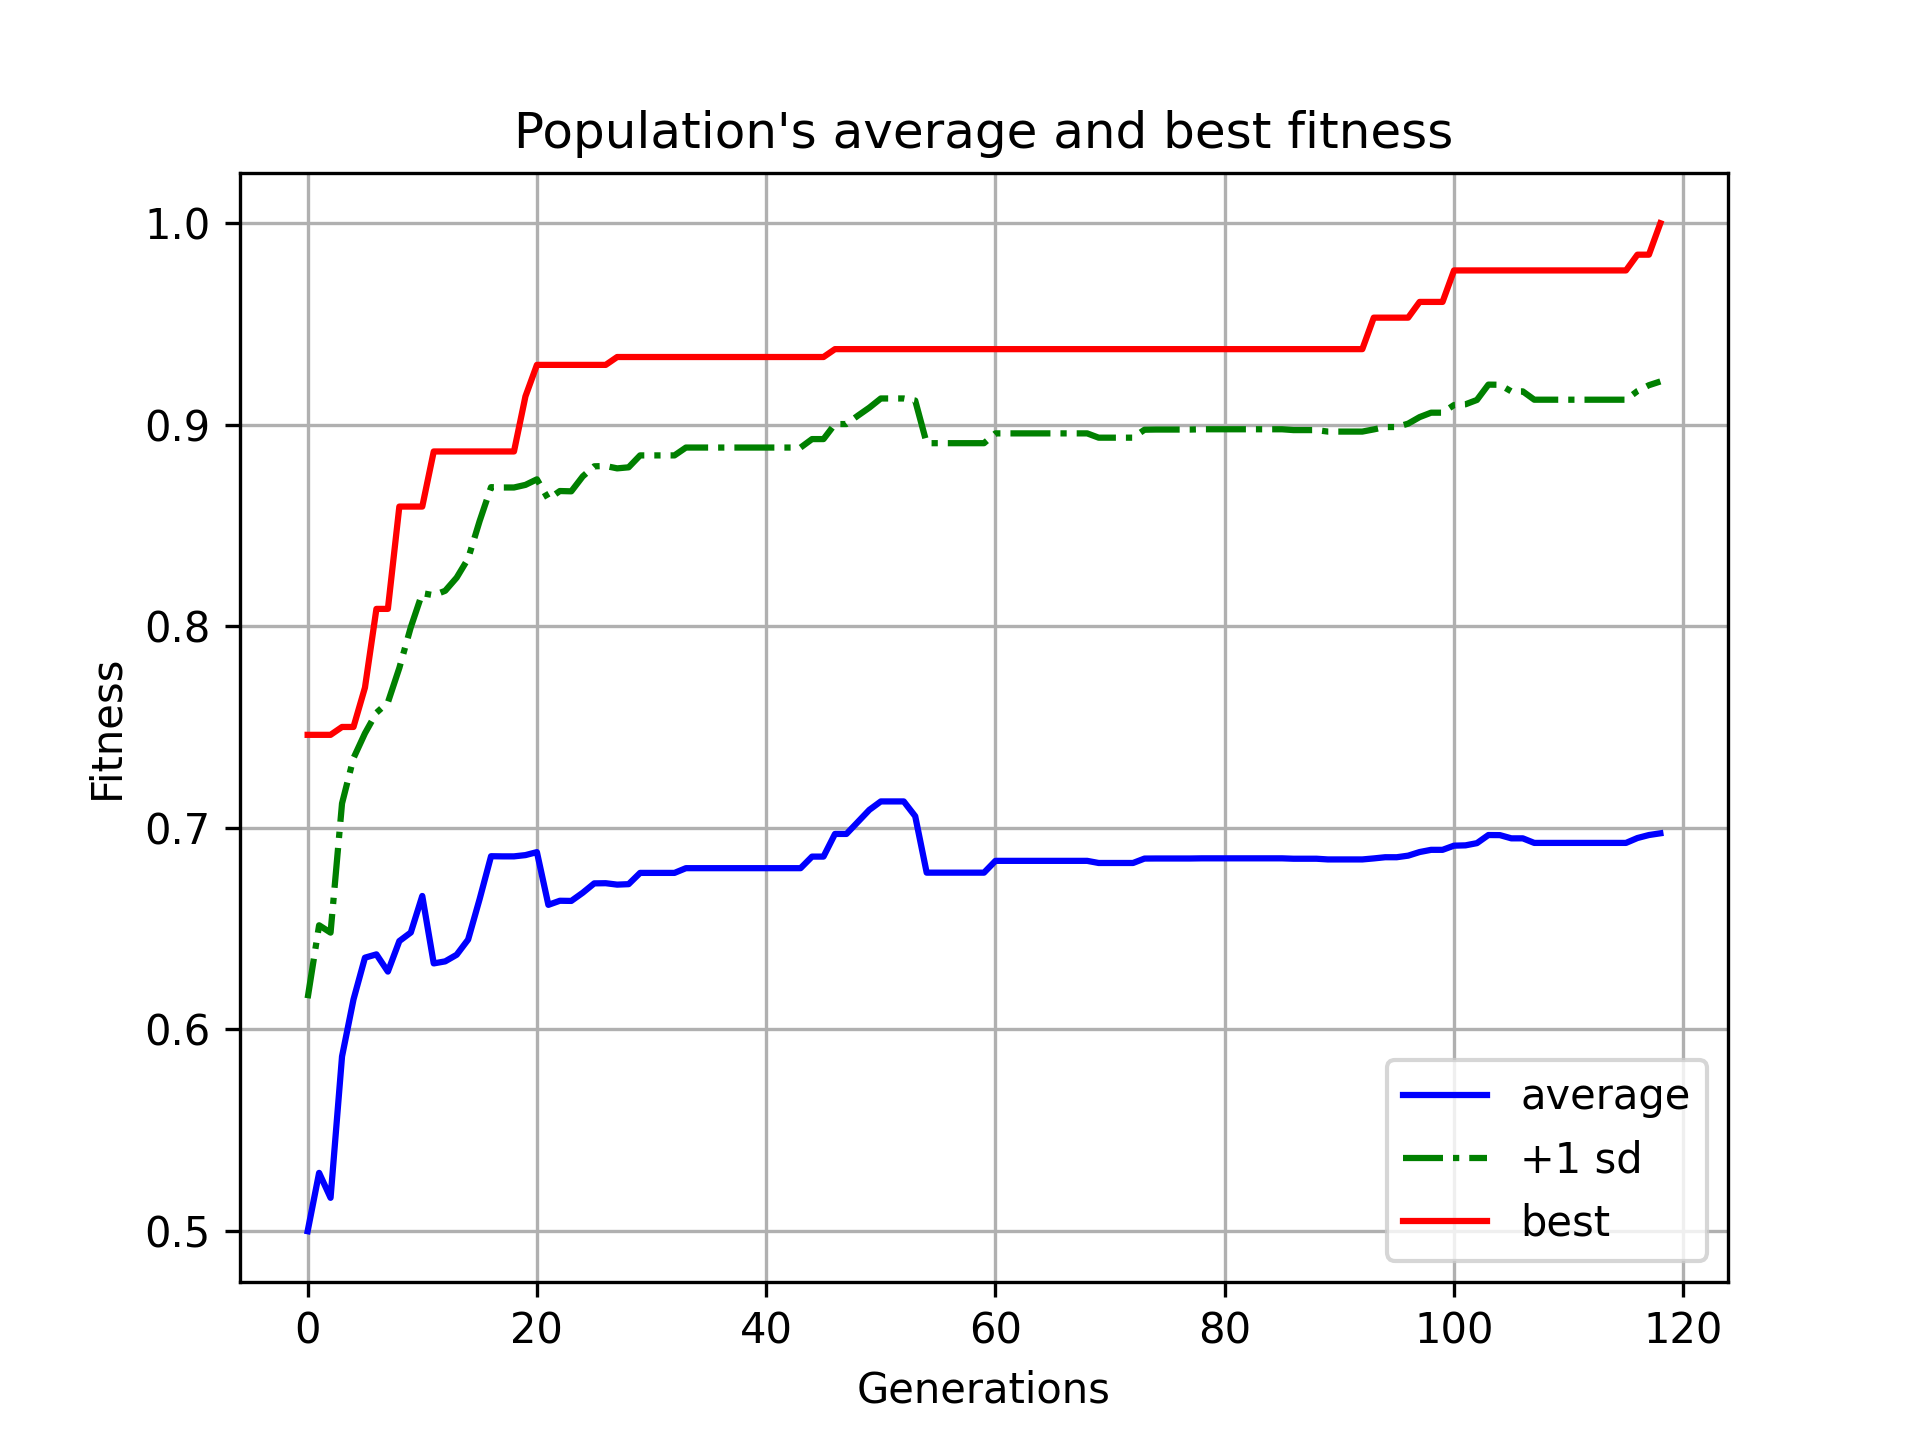 Population's average and best fitness
1.0
0.9
0.8
0.7
0.6
0.5
Fitness
0 20 40 60 80 100 120
Generations
average
+1 sd
best